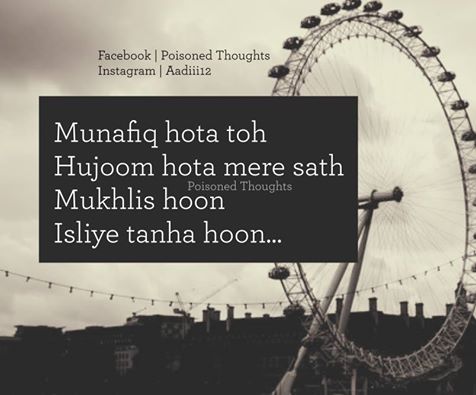 Facebook | Poisoned Thoughts
Instagram | Aadiii12
Munafiq hota toh
Hujoom hota mere sath
Poisoned Thoughts
Mukhlis hoon
Isliye tanha hoon...